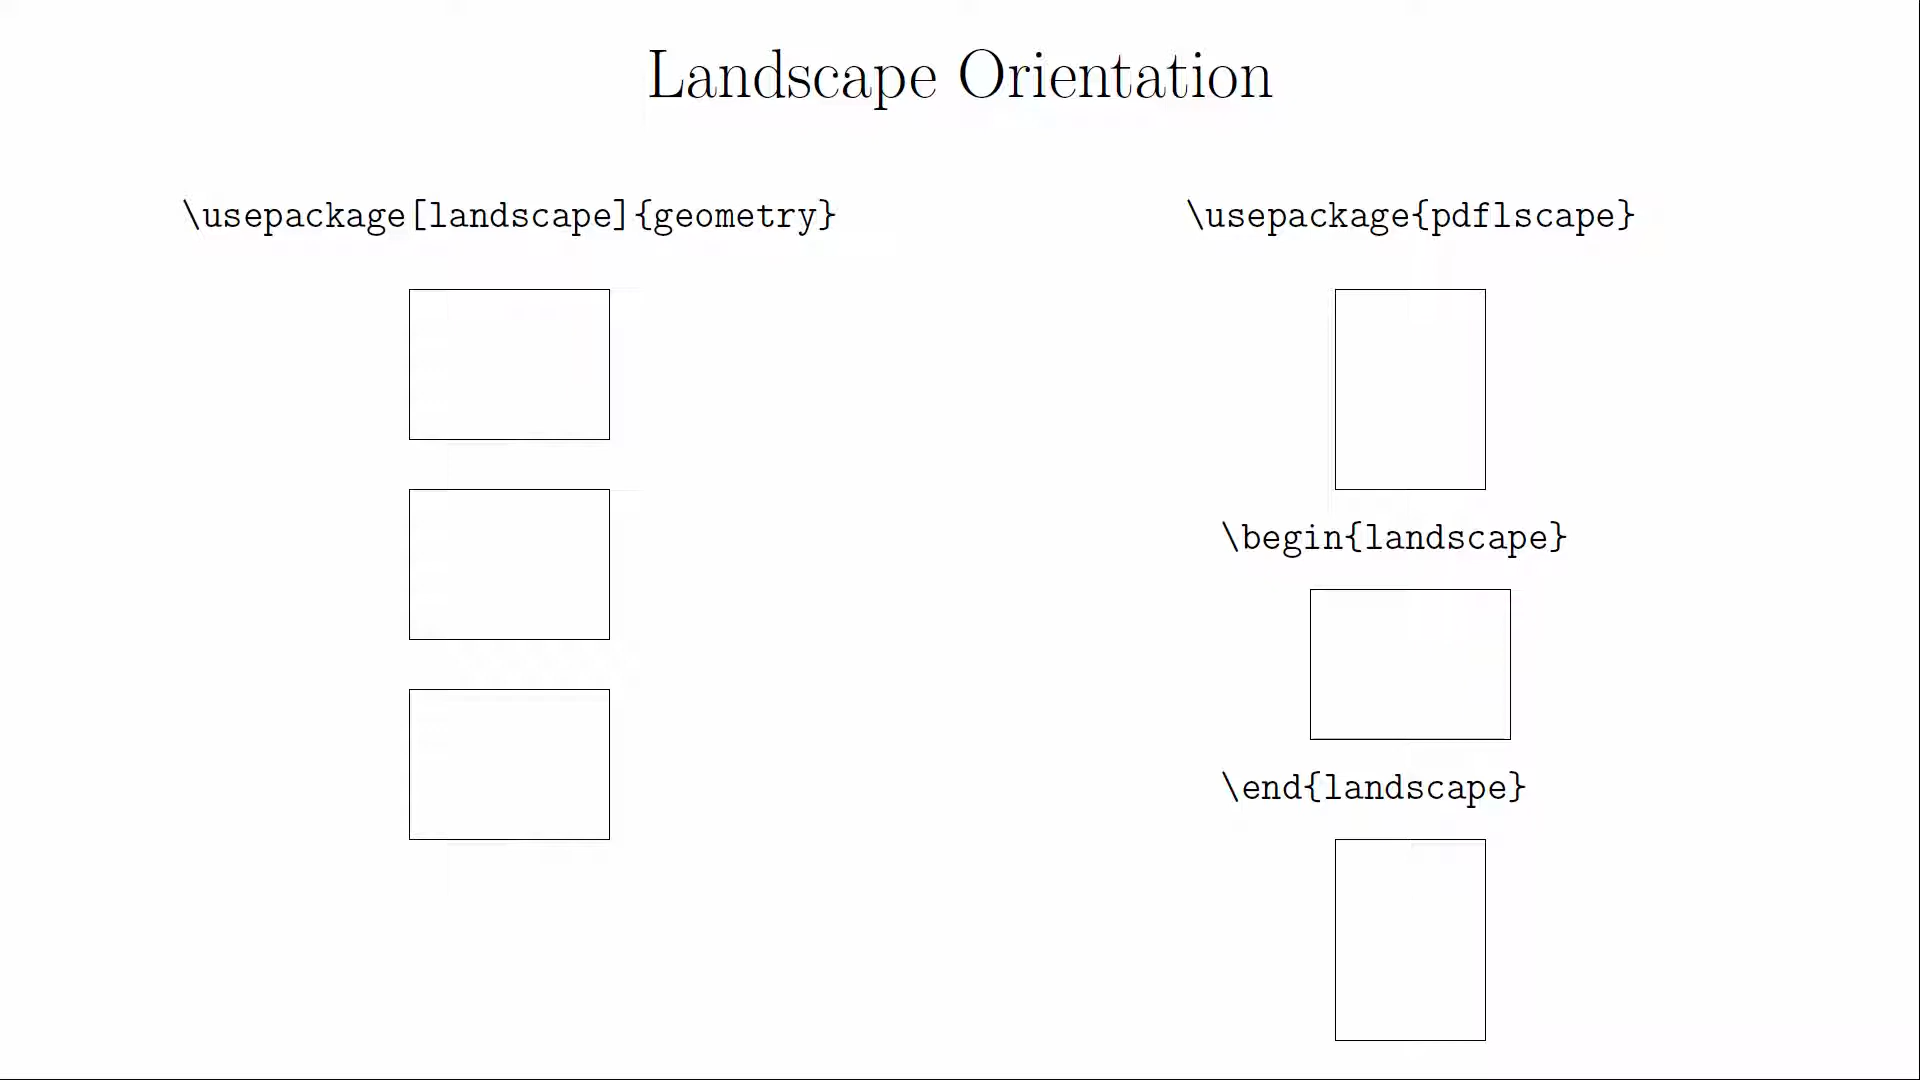 Landscape Orientation
\usepackage[landscape]{geometry}
\usepackage{pdflscape}
\begin{landscape}
\end{landscape}